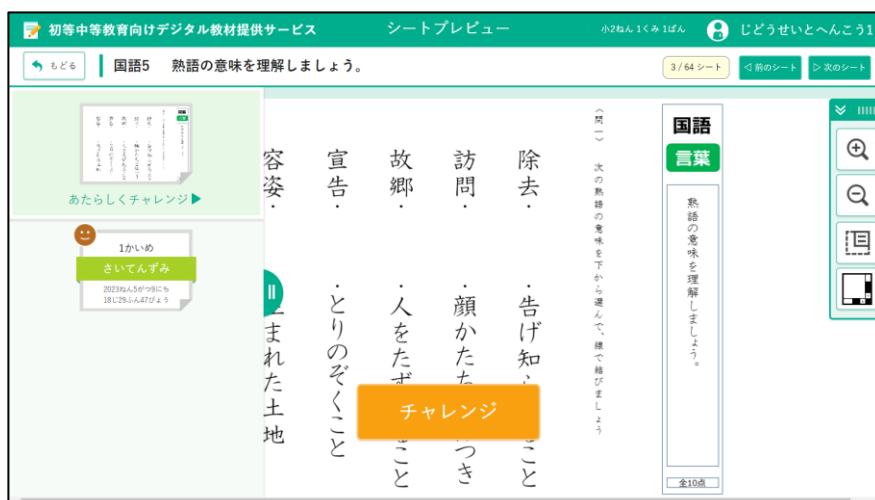 初等中等教育向けデジタル教材提供サービス
シートプレビュー
小2ねん 1くみ 1ばん
じどうせいとへんこう1
もどる
国語5 熟語の意味を理解しましょう。
3 / 64 シート
◁ 前のシート
▷ 次のシート
あたらしくチャレンジ▶
1かいめ
さいてんずみ
2023ねん5がつ9にち
18じ29ふん47びょう
国語
言葉
熟語の意味を理解しましょう。
全10点
(問一) 次の熟語の意味を下から選んで、線で結びましょう
除去・
訪問・
故郷・
宣告・
容姿・
・告げ知 こと
・顔かたち つき
・人をたず こと
・とりのぞくこと
まれた土地
チャレンジ